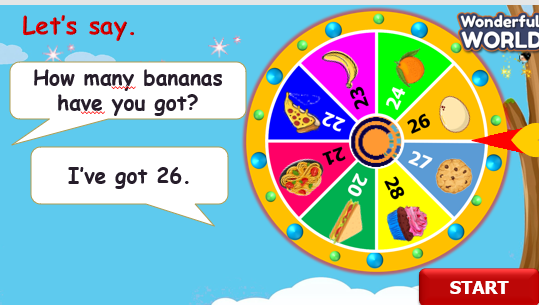 Let's say.
Wonderful
WORLD
How many bananas
have you got?
I've got 26.
23
24
22
26
21
27
20
28
START